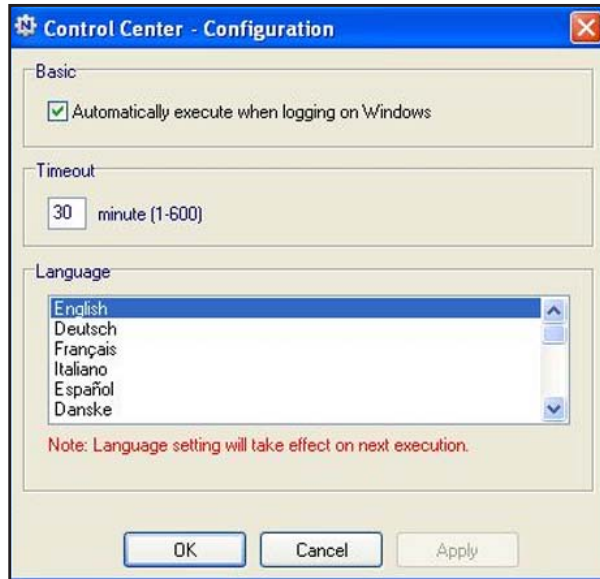 Control Center - Configuration
Basic
Automatically execute when logging on Windows
Timeout
30 minute (1-600)
Language
English
Deutsch
Français
Italiano
Español
Danske
Note: Language setting will take effect on next execution.
OK Cancel Apply